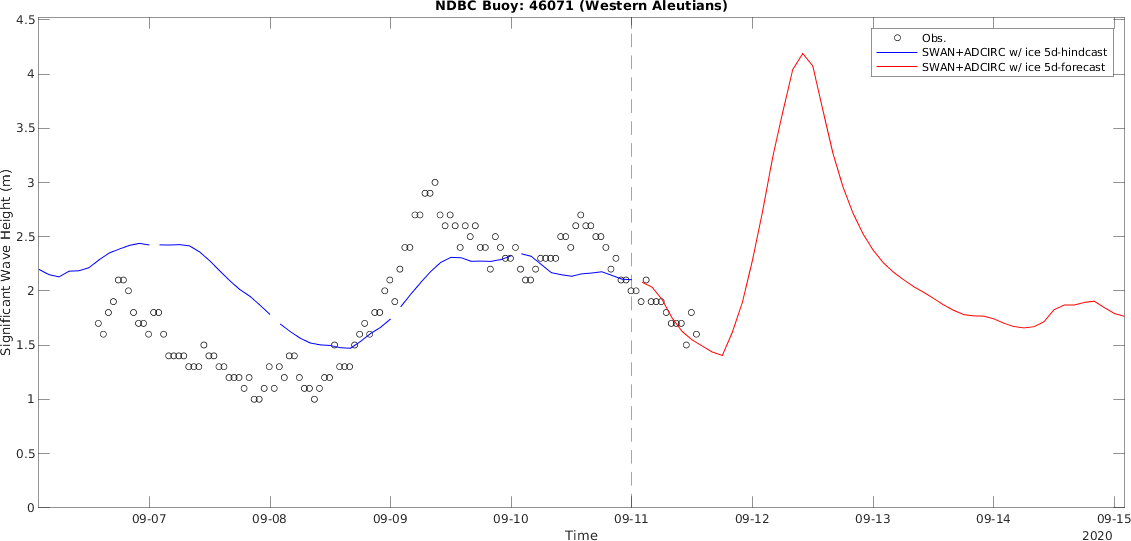 NDBC Buoy: 46071 (Western Aleutians)
4.5
4
3.5
3
2.5
2
1.5
1
0.5
0
Significant Wave Height (m)
Obs.
SWAN+ADCIRC w/ ice 5d-hindcast
SWAN+ADCIRC w/ ice 5d-forecast
09-07 09-08 09-09 09-10 09-11 09-12 09-13 09-14 09-15
Time
2020